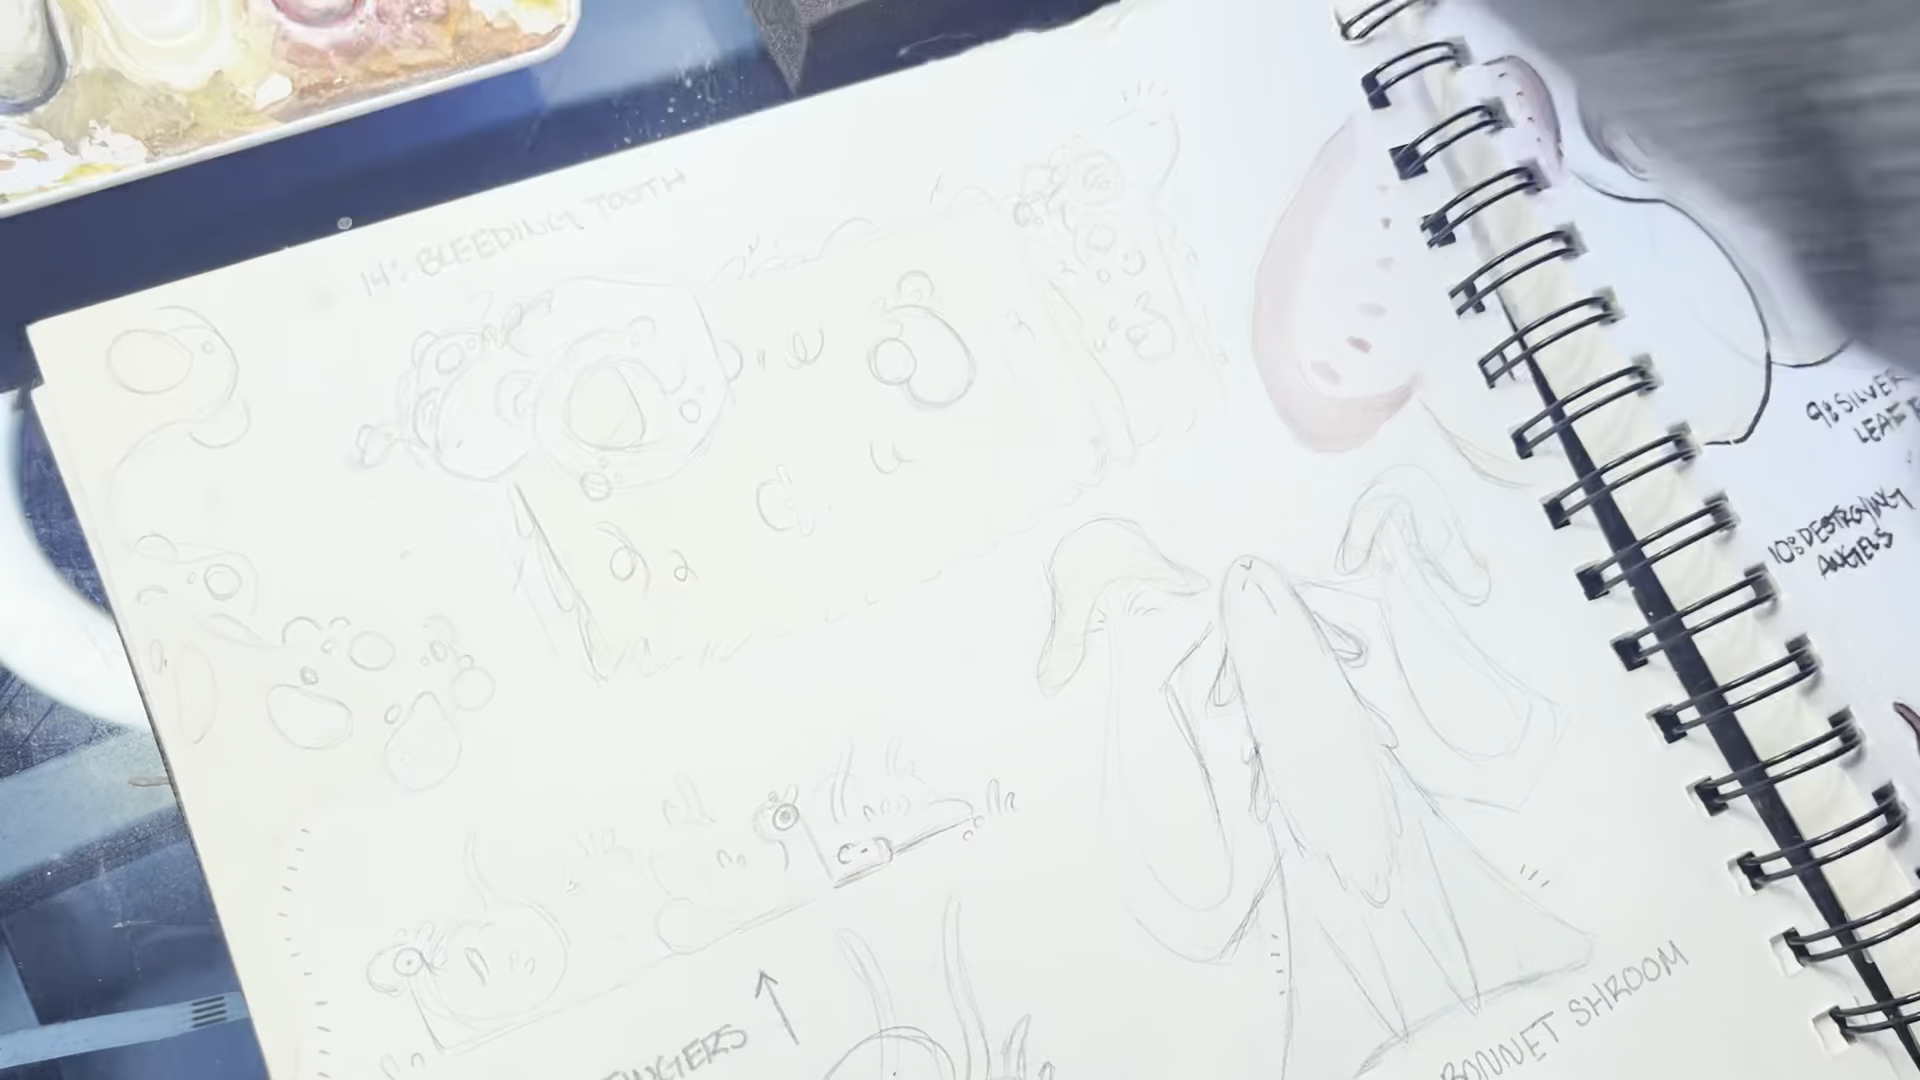 14: BLEEDING TOOTH
9: SILVER
LEAF
10: DESTROYING
ANGELS
BONNET SHROOM